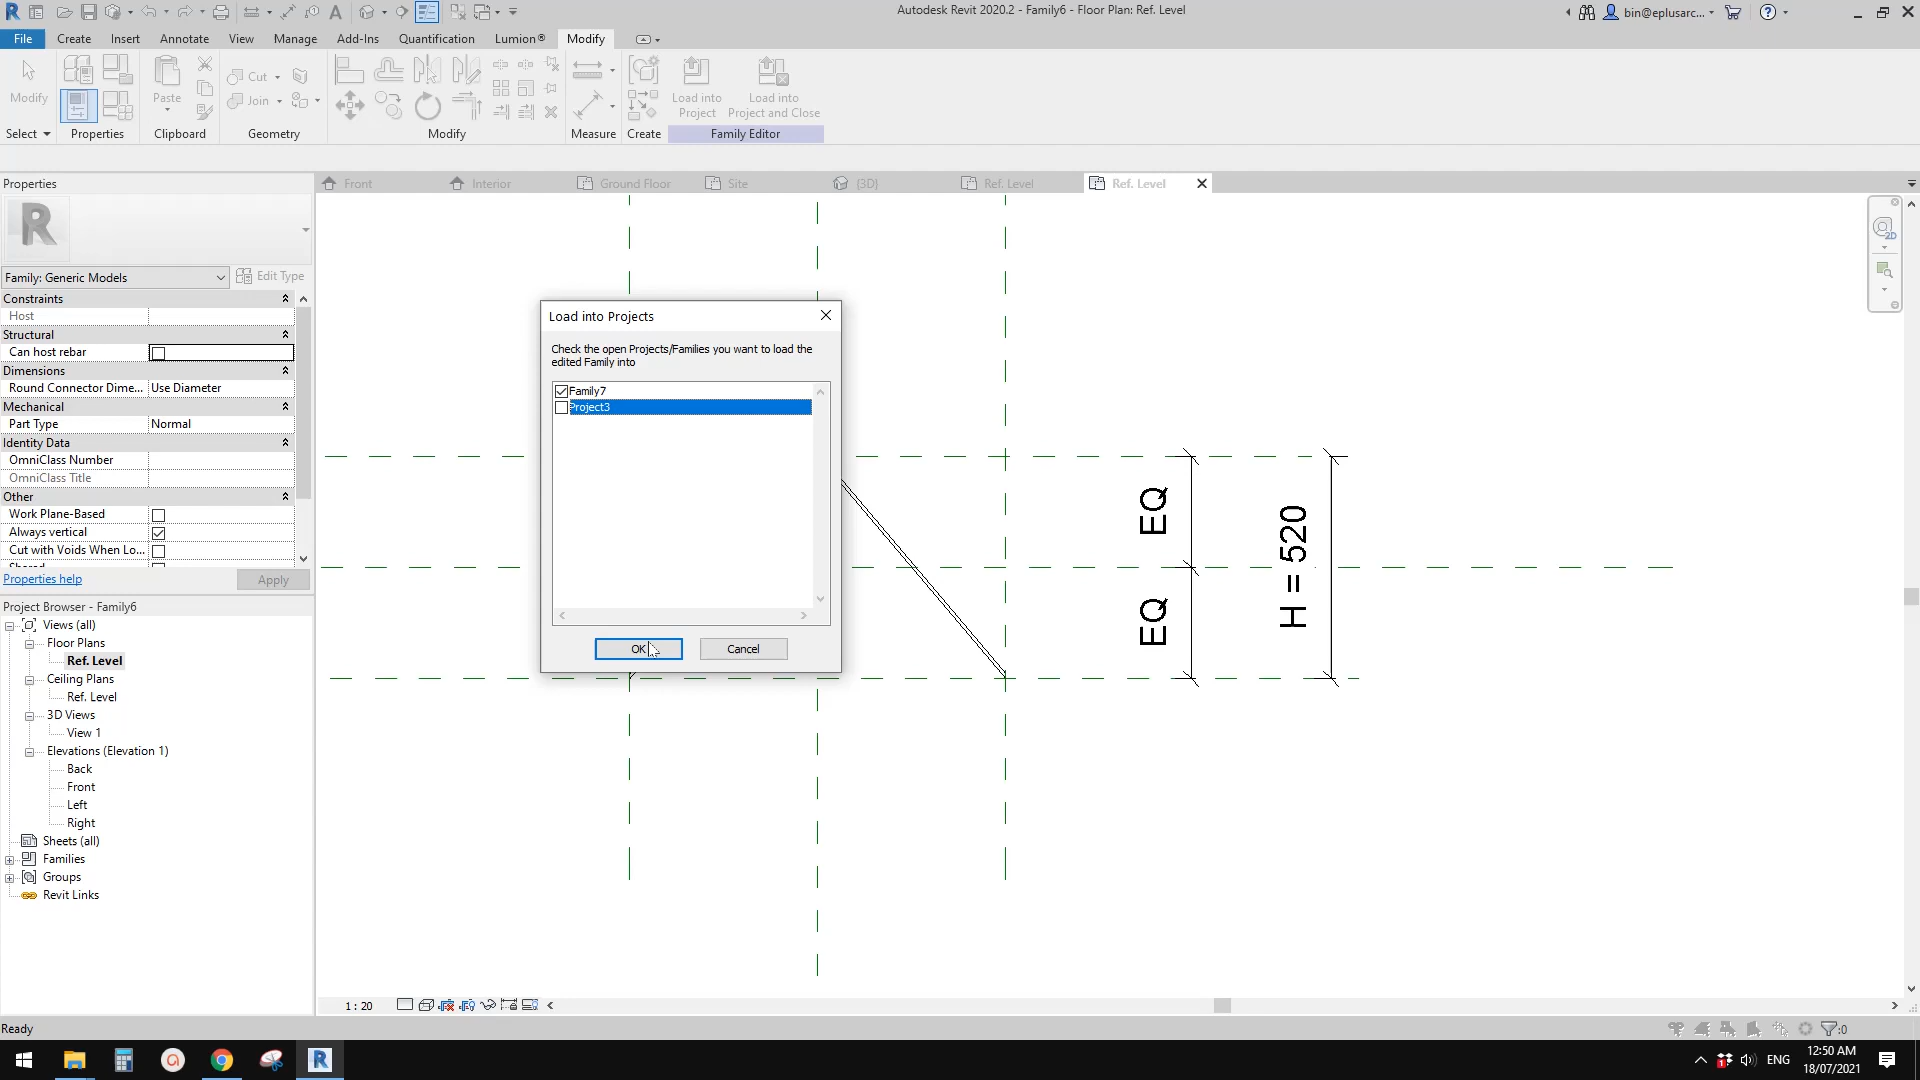 Autodesk Revit 2020.2 - Family6 - Floor Plan: Ref. Level
bin@eplusarc...
File
Create
Insert
Annotate
View
Manage
Add-Ins
Quantification
Lumion®
Modify
Modify
Paste
Cut
Join
Load into
Project
Load into
Project and Close
Select
Properties
Clipboard
Geometry
Modify
Measure
Create
Family Editor
Properties
Front
Interior
Ground Floor
Site
{3D}
Ref. Level
Ref. Level
2D
Family: Generic Models
Edit Type
Constraints
Host
Structural
Can host rebar
Dimensions
Round Connector Dime... Use Diameter
Mechanical
Part Type Normal
Identity Data
OmniClass Number
OmniClass Title
Other
Work Plane-Based
Always vertical
Cut with Voids When Lo...
Properties help
Apply
Project Browser - Family6
Views (all)
Floor Plans
Ref. Level
Ceiling Plans
Ref. Level
3D Views
View 1
Elevations (Elevation 1)
Back
Front
Left
Right
Sheets (all)
Families
Groups
Revit Links
Load into Projects
Check the open Projects/Families you want to load the
edited Family into
Family7
Project3
OK
Cancel
EQ
EQ
H = 520
1 : 20
Ready
:0
ENG
12:50 AM
18/07/2021